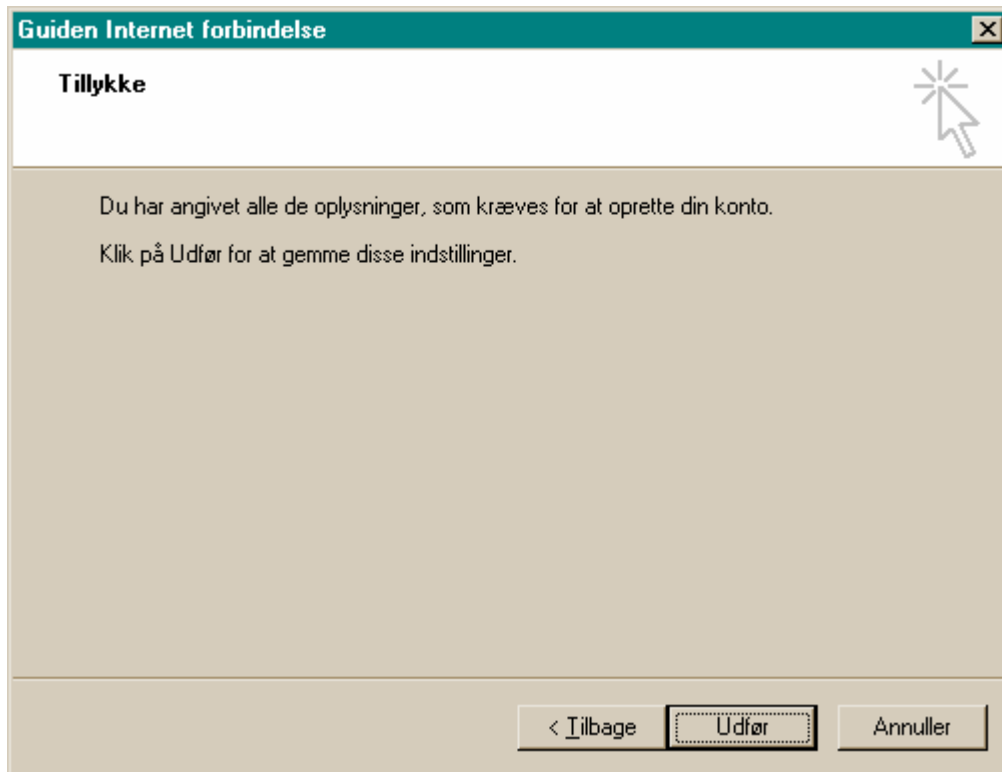 Guiden Internet forbindelse
Tillykke
Du har angivet alle de oplysninger, som kræves for at oprette din konto.
Klik på Udfør for at gemme disse indstillinger.
< Tilbage Udfør Annuller